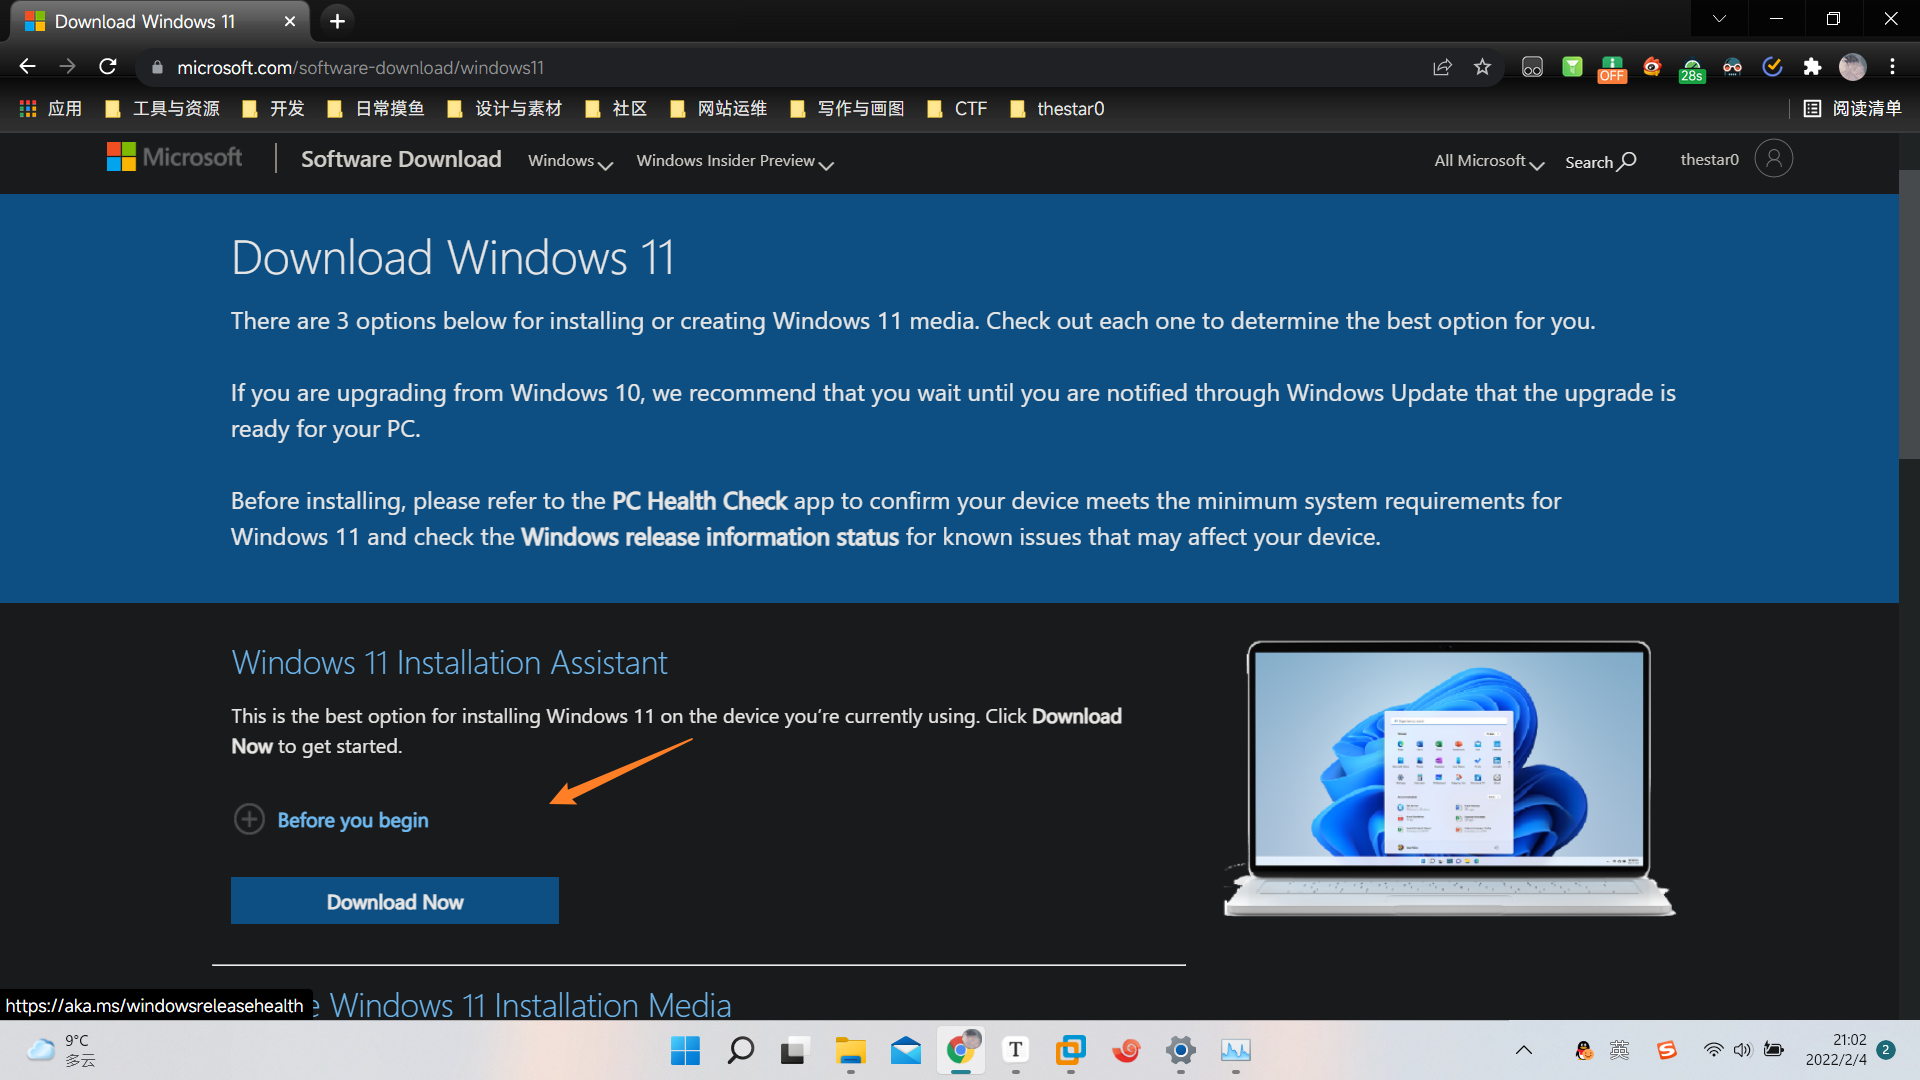 Download Windows 11
microsoft.com/software-download/windows11
OFF
28s
应用 工具与资源 开发 日常摸鱼 设计与素材 社区 网站运维 写作与画图 CTF thestar0 阅读清单
Microsoft Software Download Windows Windows Insider Preview All Microsoft Search thestar0
Download Windows 11
There are 3 options below for installing or creating Windows 11 media. Check out each one to determine the best option for you.
If you are upgrading from Windows 10, we recommend that you wait until you are notified through Windows Update that the upgrade is
ready for your PC.
Before installing, please refer to the PC Health Check app to confirm your device meets the minimum system requirements for
Windows 11 and check the Windows release information status for known issues that may affect your device.
Windows 11 Installation Assistant
This is the best option for installing Windows 11 on the device you’re currently using. Click Download
Now to get started.
Before you begin
Download Now
https://aka.ms/windowsreleasehealth
e Windows 11 Installation Media
9°C
多云
T
英
S
21:02
2022/2/4
2